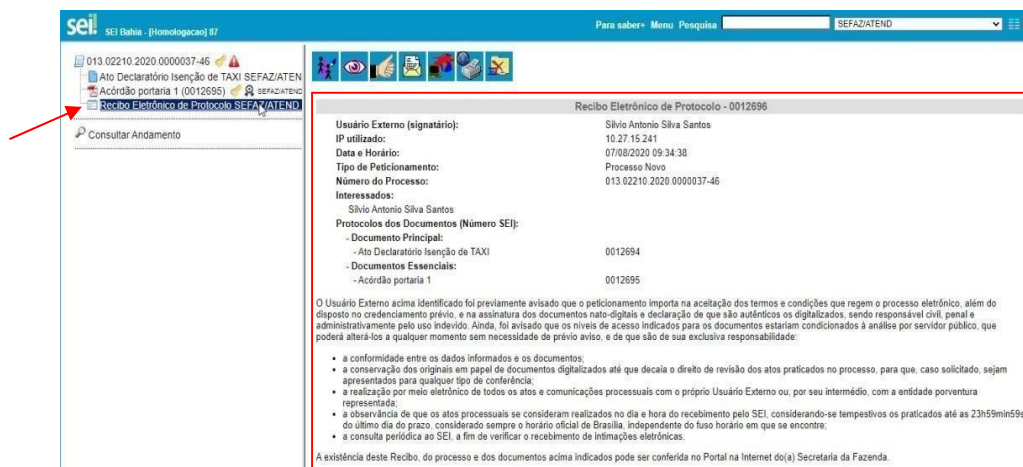 sei! SEI Bahia - [Homologacao] 87
Para saber+ Menu Pesquisa
SEFAZ/ATEND
013.02210.2020.0000037-46
Ato Declaratório Isenção de TAXI SEFAZ/ATEN
Acórdão portaria 1 (0012695) SEFAZ/ATEND
Recibo Eletrônico de Protocolo SEFAZ/ATEND
Consultar Andamento
Recibo Eletrônico de Protocolo - 0012696
Usuário Externo (signatário): Silvio Antonio Silva Santos
IP utilizado: 10.27.15.241
Data e Horário: 07/08/2020 09:34:38
Tipo de Peticionamento: Processo Novo
Número do Processo: 013.02210.2020.0000037-46
Interessados:
Silvio Antonio Silva Santos
Protocolos dos Documentos (Número SEI):
- Documento Principal:
- Ato Declaratório Isenção de TAXI 0012694
- Documentos Essenciais:
- Acórdão portaria 1 0012695
O Usuário Externo acima identificado foi previamente avisado que o peticionamento importa na aceitação dos termos e condições que regem o processo eletrônico, além do
disposto no credenciamento prévio, e na assinatura dos documentos nato-digitais e declaração de que são autênticos os digitalizados, sendo responsável civil, penal e
administrativamente pelo uso indevido. Ainda, foi avisado que os níveis de acesso indicados para os documentos estariam condicionados à análise por servidor público, que
poderá alterá-los a qualquer momento sem necessidade de prévio aviso, e de que são de sua exclusiva responsabilidade:
• a conformidade entre os dados informados e os documentos;
• a conservação dos originais em papel de documentos digitalizados até que decaia o direito de revisão dos atos praticados no processo, para que, caso solicitado, sejam
apresentados para qualquer tipo de conferência;
• a realização por meio eletrônico de todos os atos e comunicações processuais com o próprio Usuário Externo ou, por seu intermédio, com a entidade porventura
representada;
• a observância de que os atos processuais se consideram realizados no dia e hora do recebimento pelo SEI, considerando-se tempestivos os praticados até as 23h59min59s
do último dia do prazo, considerado sempre o horário oficial de Brasília, independente do fuso horário em que se encontre;
• a consulta periódica ao SEI, a fim de verificar o recebimento de intimações eletrônicas.
A existência deste Recibo, do processo e dos documentos acima indicados pode ser conferida no Portal na Internet do(a) Secretaria da Fazenda.